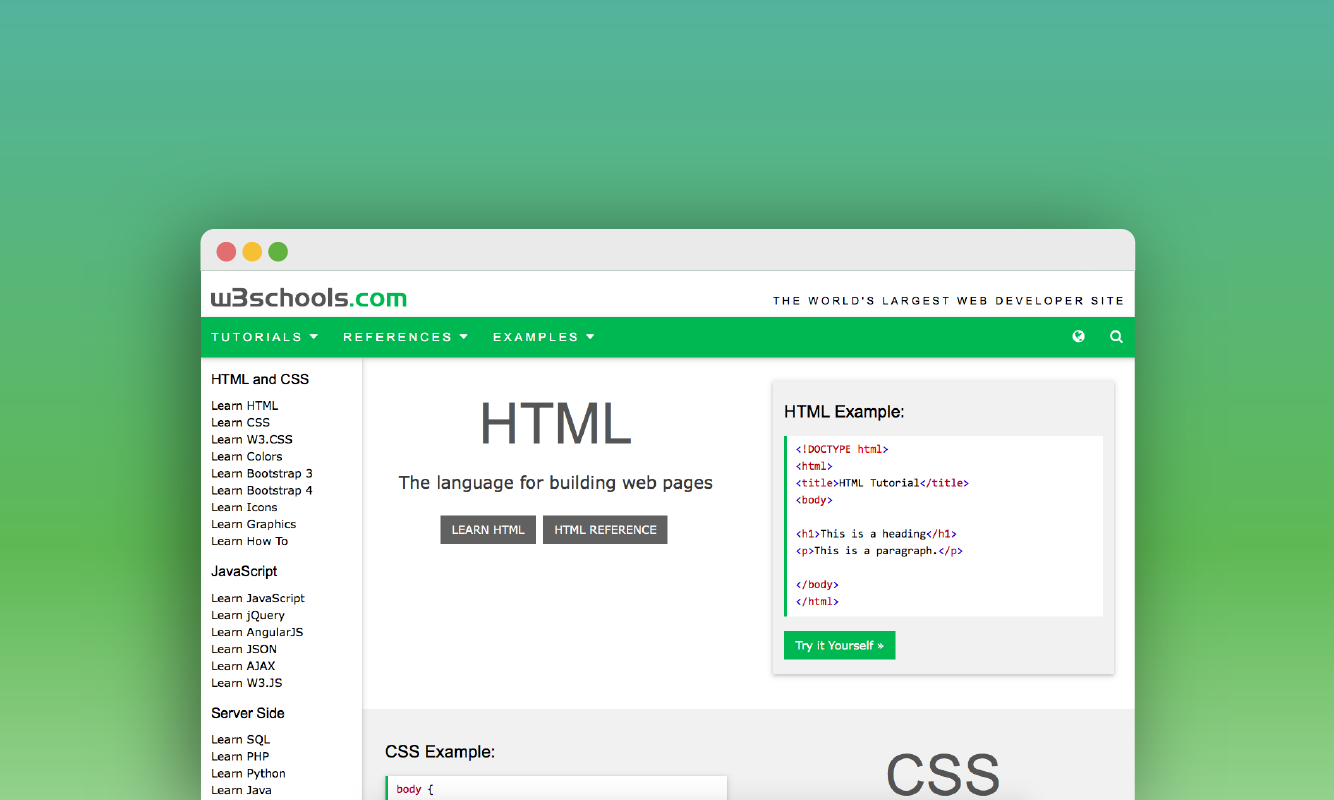 w3schools.com
THE WORLD'S LARGEST WEB DEVELOPER SITE
TUTORIALS REFERENCES EXAMPLES
HTML and CSS
Learn HTML
Learn CSS
Learn W3.CSS
Learn Colors
Learn Bootstrap 3
Learn Bootstrap 4
Learn Icons
Learn Graphics
Learn How To
JavaScript
Learn JavaScript
Learn jQuery
Learn AngularJS
Learn JSON
Learn AJAX
Learn W3.JS
Server Side
Learn SQL
Learn PHP
Learn Python
Learn Java
HTML
The language for building web pages
LEARN HTML HTML REFERENCE
HTML Example:
<!DOCTYPE html>
<html>
<title>HTML Tutorial</title>
<body>
<h1>This is a heading</h1>
<p>This is a paragraph.</p>
</body>
</html>
Try it Yourself »
CSS Example:
body {
CSS